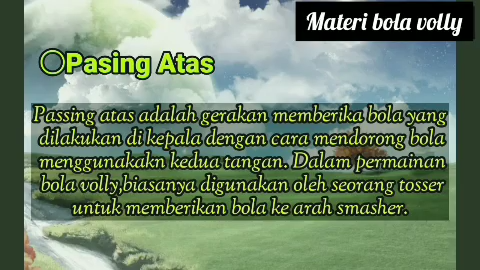 Materi bola volly
Pasing Atas
Passing atas adalah gerakan memberika bola yang
dilakukan di kepala dengan cara mendorong bola
menggunakakn kedua tangan. Dalam permainan
bola volly,biasanya digunakan oleh seorang tosser
untuk memberikan bola ke arah smasher.